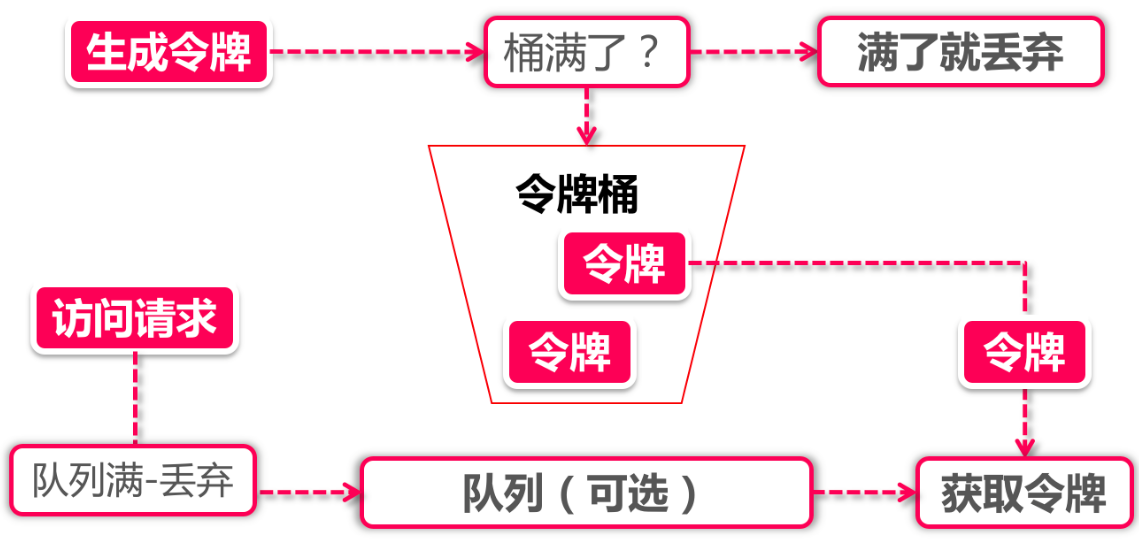 生成令牌
桶满了？
满了就丢弃
令牌桶
令牌
访问请求
令牌
令牌
队列满-丢弃
队列（可选）
获取令牌